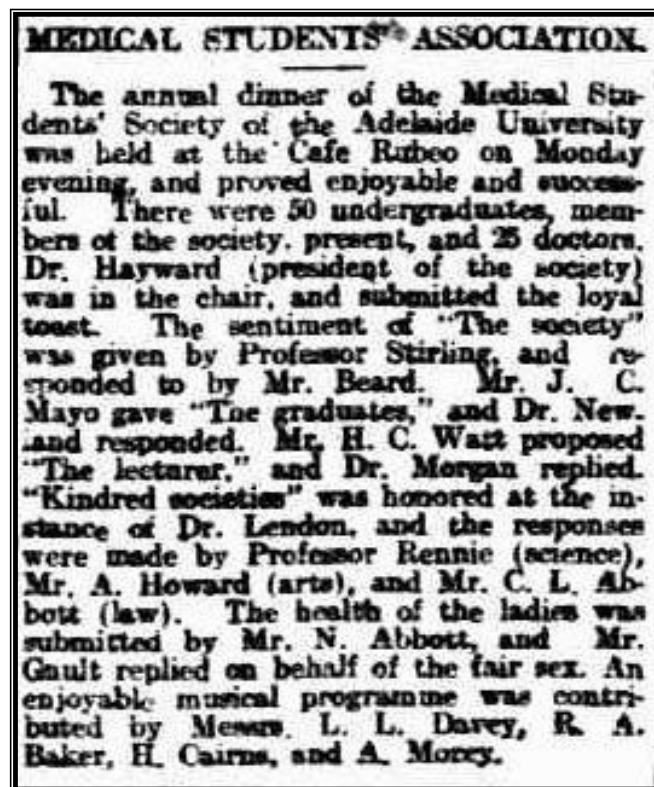 MEDICAL STUDENTS' ASSOCIATION.
The annual dinner of the Medical Stu-
dents' Society of the Adelaide University
was held at the Cafe Rubeo on Monday
evening, and proved enjoyable and success-
ful. There were 50 undergraduates, mem-
bers of the society, present, and 25 doctors.
Dr. Hayward (president of the society)
was in the chair, and submitted the loyal
toast. The sentiment of "The society"
was given by Professor Stirling, and re-
sponded to by Mr. Beard. Mr. J. C.
Mayo gave "The graduates," and Dr. New-
land responded. Mr. H. C. Watt proposed
"The lecturer," and Dr. Morgan replied.
"Kindred societies" was honored at the in-
stance of Dr. Lendon, and the responses
were made by Professor Rennie (science),
Mr. A. Howard (arts), and Mr. C. L. Ab-
bott (law). The health of the ladies was
submitted by Mr. N. Abbott, and Mr.
Gault replied on behalf of the fair sex. An
enjoyable musical programme was contri-
buted by Messrs. L. L. Davey, R. A.
Baker, H. Cairns, and A. Morey.